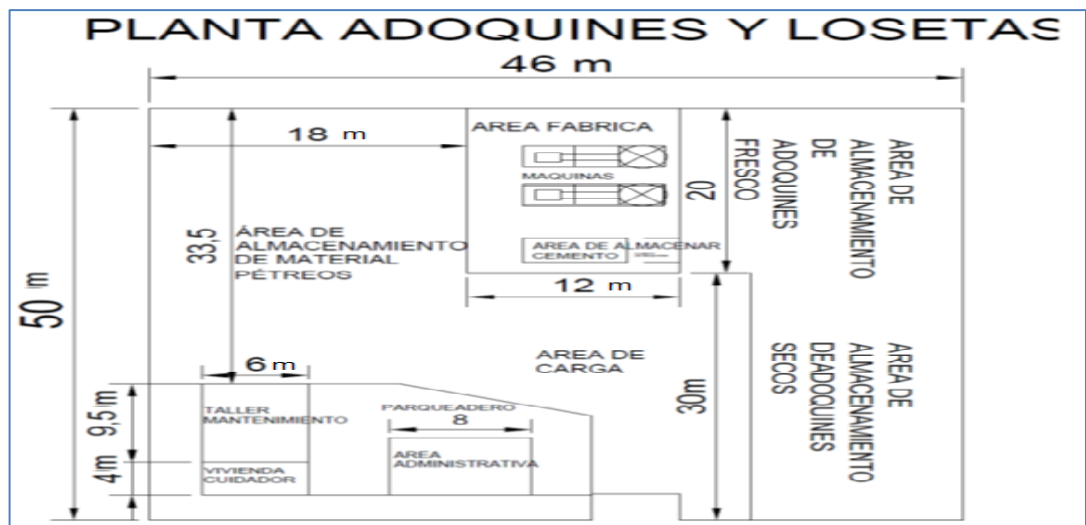 PLANTA ADOQUINES Y LOSETAS
46 m
18 m
AREA FABRICA
MAQUINAS
AREA DE ALMACENAR
CEMENTO
12 m
20
AREA DE
ALMACENAMIENTO
DE
ADOQUINES
FRESCO
50 m
33,5
ÁREA DE
ALMACENAMIENTO
DE MATERIAL
PÉTREOS
AREA DE
CARGA
30m
AREA DE
ALMACENAMIENTO
DEADOQUINES
SECOS
6 m
9,5m
4m
TALLER
MANTENIMIENTO
VIVIENDA
CUIDADOR
PARQUEADERO
8
AREA
ADMINISTRATIVA